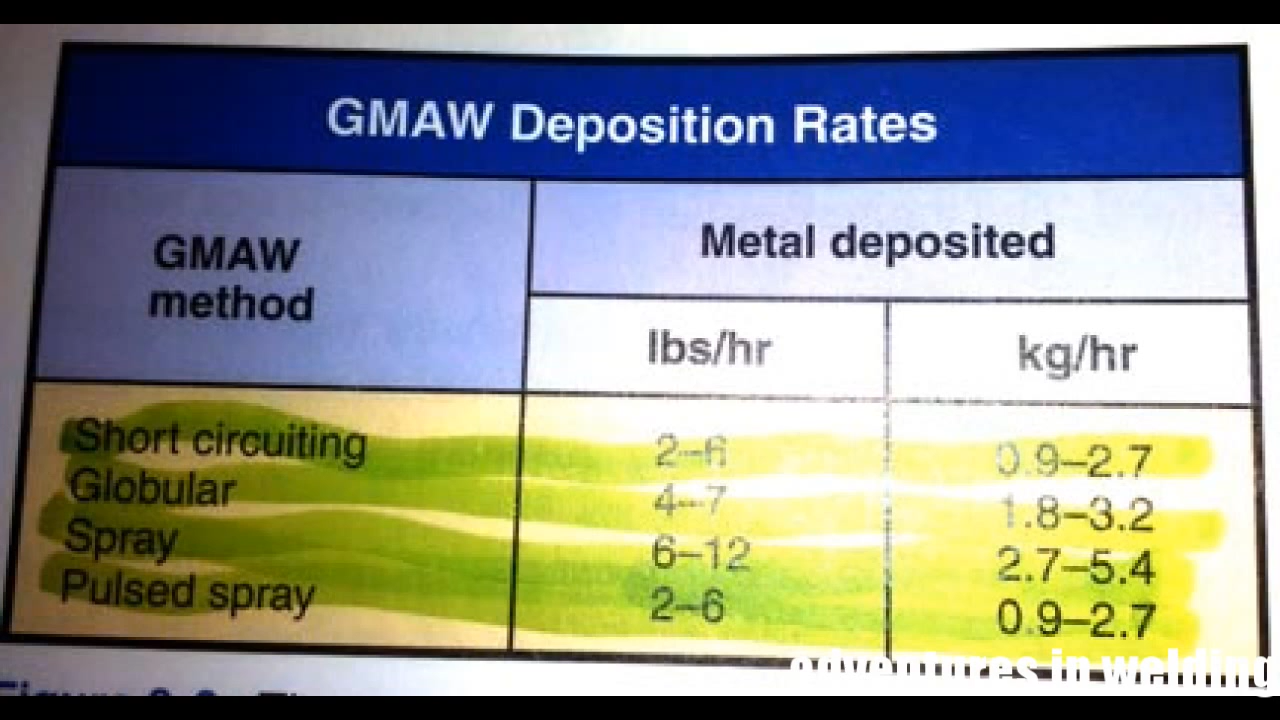 GMAW Deposition Rates
GMAW
method
Metal deposited
lbs/hr
kg/hr
Short circuiting 2–6 0.9–2.7
Globular 4–7 1.8–3.2
Spray 6–12 2.7–5.4
Pulsed spray 2–6 0.9–2.7
adventures in welding